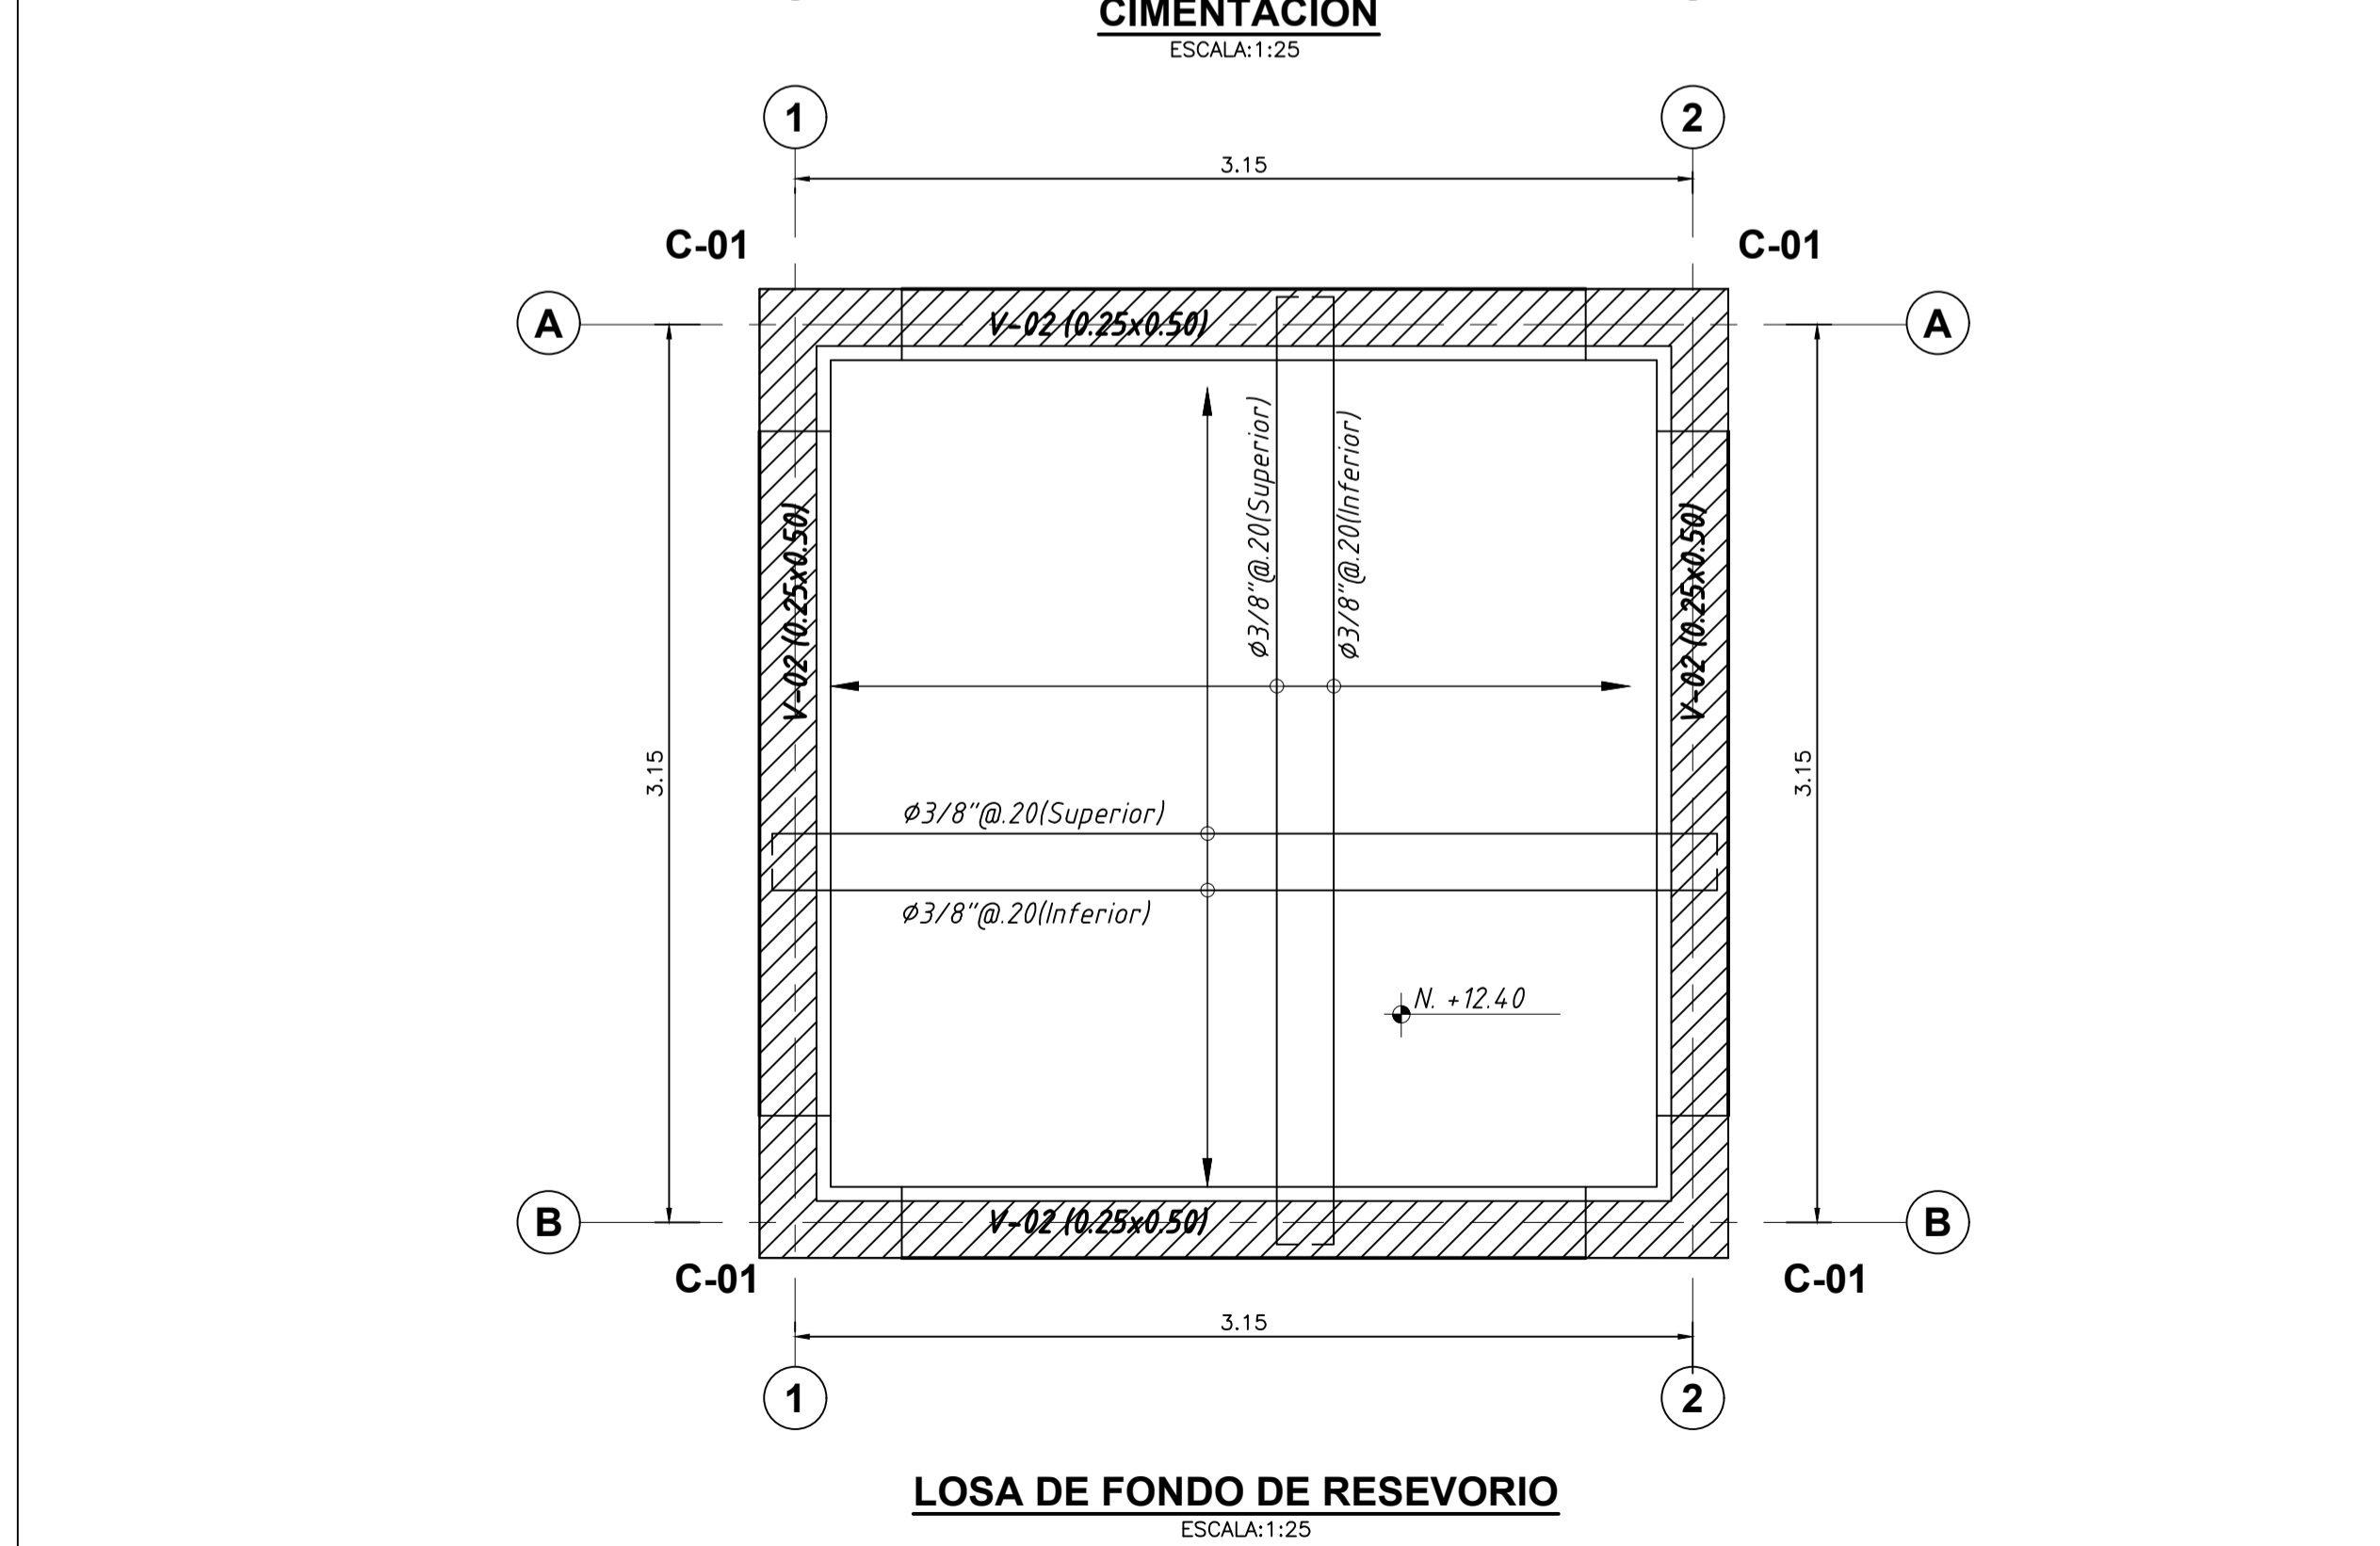 CIMENTACIÓN
ESCALA:1:25
1
2
3.15
C-01
C-01
A
A
V-02 (0.25x0.50)
Ø3/8"@.20(Superior)
Ø3/8"@.20(Inferior)
V-02 (0.25x0.50)
V-02 (0.25x0.50)
3.15
3.15
Ø3/8"@.20(Superior)
Ø3/8"@.20(Inferior)
N. +12.40
V-02 (0.25x0.50)
B
B
C-01
C-01
3.15
1
2
LOSA DE FONDO DE RESEVORIO
ESCALA:1:25